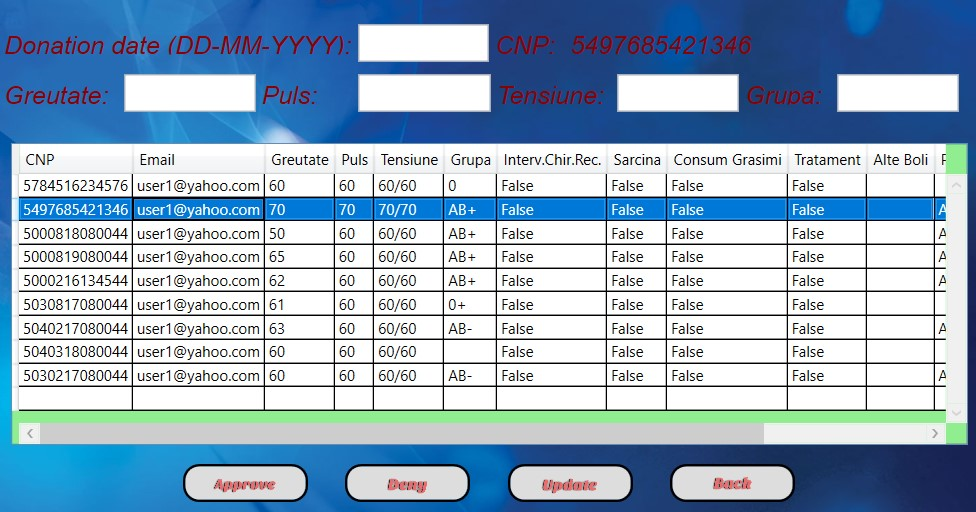 Donation date (DD-MM-YYYY): CNP: 5497685421346
Greutate: Puls: Tensiune: Grupa:
CNP Email Greutate Puls Tensiune Grupa Interv.Chir.Rec. Sarcina Consum Grasimi Tratament Alte Boli
5784516234576 user1@yahoo.com 60 60 60/60 0 False False False False
5497685421346 user1@yahoo.com 70 70 70/70 AB+ False False False False A
5000818080044 user1@yahoo.com 50 60 60/60 AB+ False False False False A
5000819080044 user1@yahoo.com 65 60 60/60 AB+ False False False False A
5000216134544 user1@yahoo.com 62 60 60/60 AB+ False False False False A
5030817080044 user1@yahoo.com 61 60 60/60 0+ False False False False
5040217080044 user1@yahoo.com 63 60 60/60 AB- False False False False A
5040318080044 user1@yahoo.com 60 60 60/60 False False False False
5030217080044 user1@yahoo.com 60 60 60/60 AB- False False False False A
Approve Deny Update Back